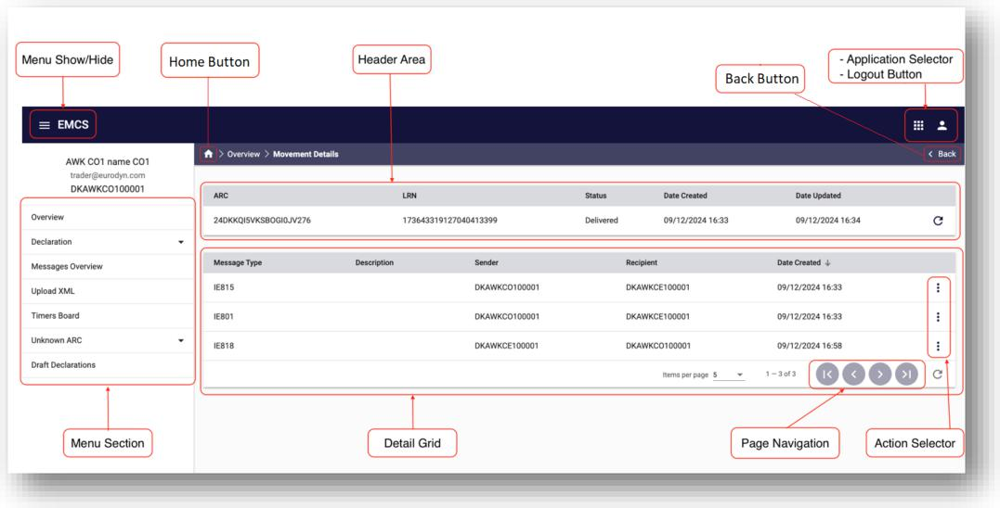 Menu Show/Hide
Home Button
Header Area
Back Button
- Application Selector
- Logout Button
EMCS
AWK CO1 name CO1
trader@eurodyn.com
DKAWKCO100001
> Overview > Movement Details
< Back
ARC LRN Status Date Created Date Updated
24DKKQI5VKSBOGI0JV276 173643319127040413399 Delivered 09/12/2024 16:33 09/12/2024 16:34
Overview
Declaration
Messages Overview
Upload XML
Timers Board
Unknown ARC
Draft Declarations
Message Type Description Sender Recipient Date Created ↓
IE815 DKAWKCO100001 DKAWKCE100001 09/12/2024 16:33
IE801 DKAWKCO100001 DKAWKCE100001 09/12/2024 16:33
IE818 DKAWKCE100001 DKAWKCO100001 09/12/2024 16:58
Items per page 5 1 – 3 of 3
Menu Section
Detail Grid
Page Navigation
Action Selector